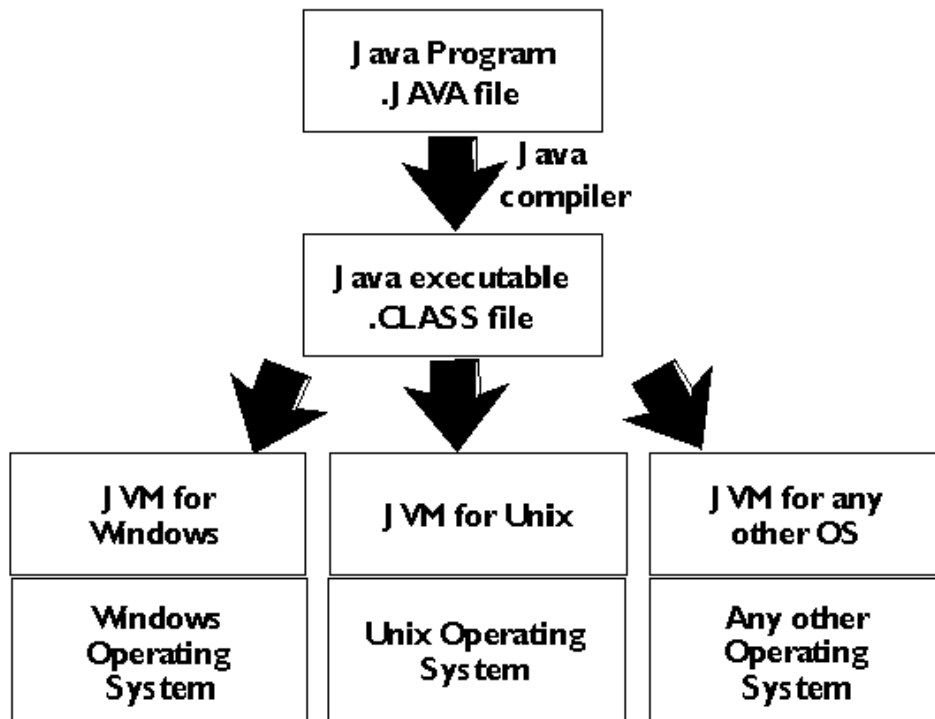 Java Program
.JAVA file
Java
compiler
Java executable
.CLASS file
JVM for
Windows
JVM for Unix
JVM for any
other OS
Windows
Operating
System
Unix Operating
System
Any other
Operating
System